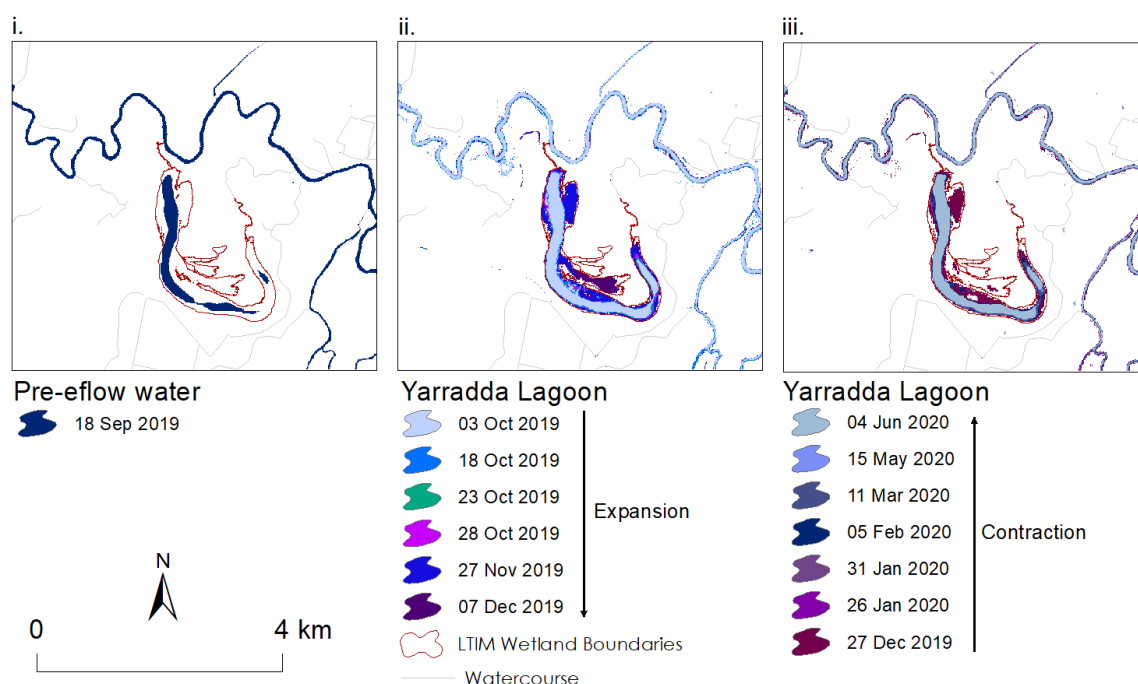 i.
ii.
iii.
Pre-eflow water
18 Sep 2019
N
0
4 km
Yarradda Lagoon
03 Oct 2019
18 Oct 2019
23 Oct 2019
28 Oct 2019
27 Nov 2019
07 Dec 2019
Expansion
LTIM Wetland Boundaries
Watercourse
Yarradda Lagoon
04 Jun 2020
15 May 2020
11 Mar 2020
05 Feb 2020
31 Jan 2020
26 Jan 2020
27 Dec 2019
Contraction